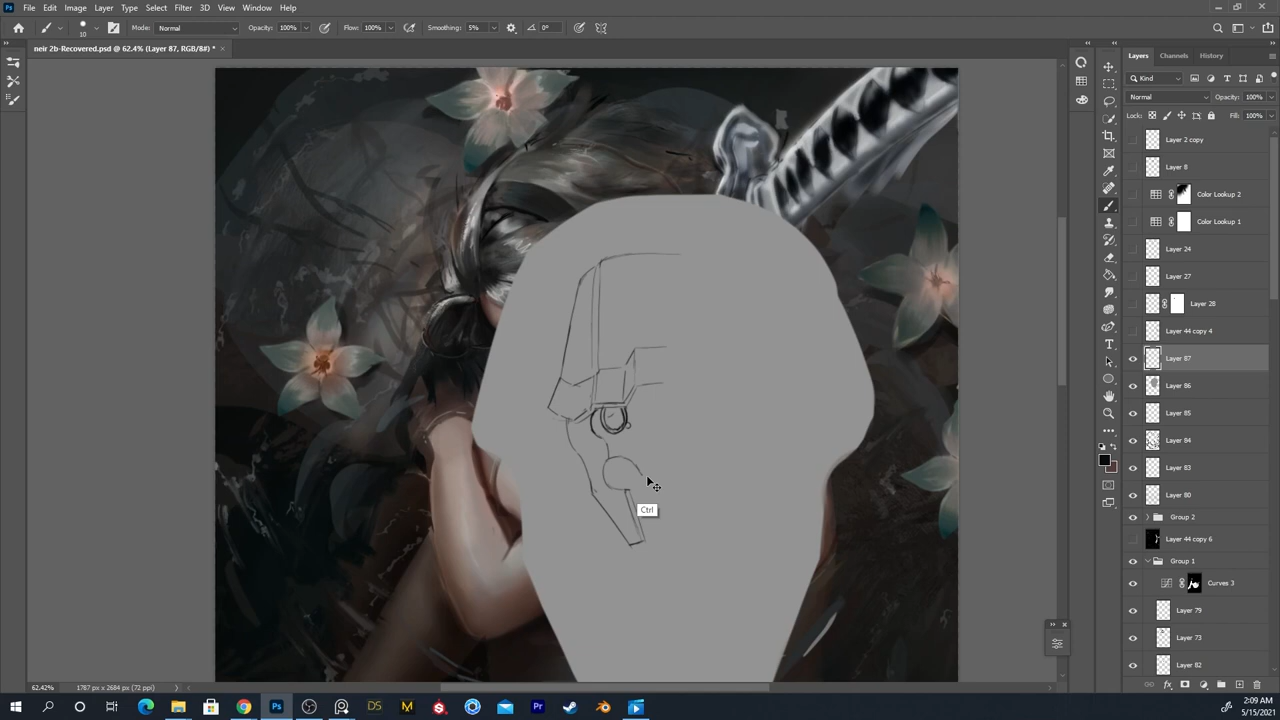 File Edit Image Layer Type Select Filter 3D View Window Help
10 Mode: Normal Opacity: 100% Flow: 100% Smoothing: 5% 0°
neir 2b-Recovered.psd @ 62.4% (Layer 87, RGB/8#) *
Layers Channels History
Kind
Normal Opacity: 100%
Lock: Fill: 100%
Layer 2 copy
Layer 8
Color Lookup 2
Color Lookup 1
Layer 24
Layer 27
Layer 28
Layer 44 copy 4
Layer 87
Layer 86
Layer 85
Layer 84
Layer 83
Layer 80
Group 2
Layer 44 copy 6
Group 1
Curves 3
Layer 79
Layer 73
Layer 82
Ctrl
62.42% 1787 px x 2684 px (72 ppi)
Ps DS M Pr
2:09 AM
5/15/2021